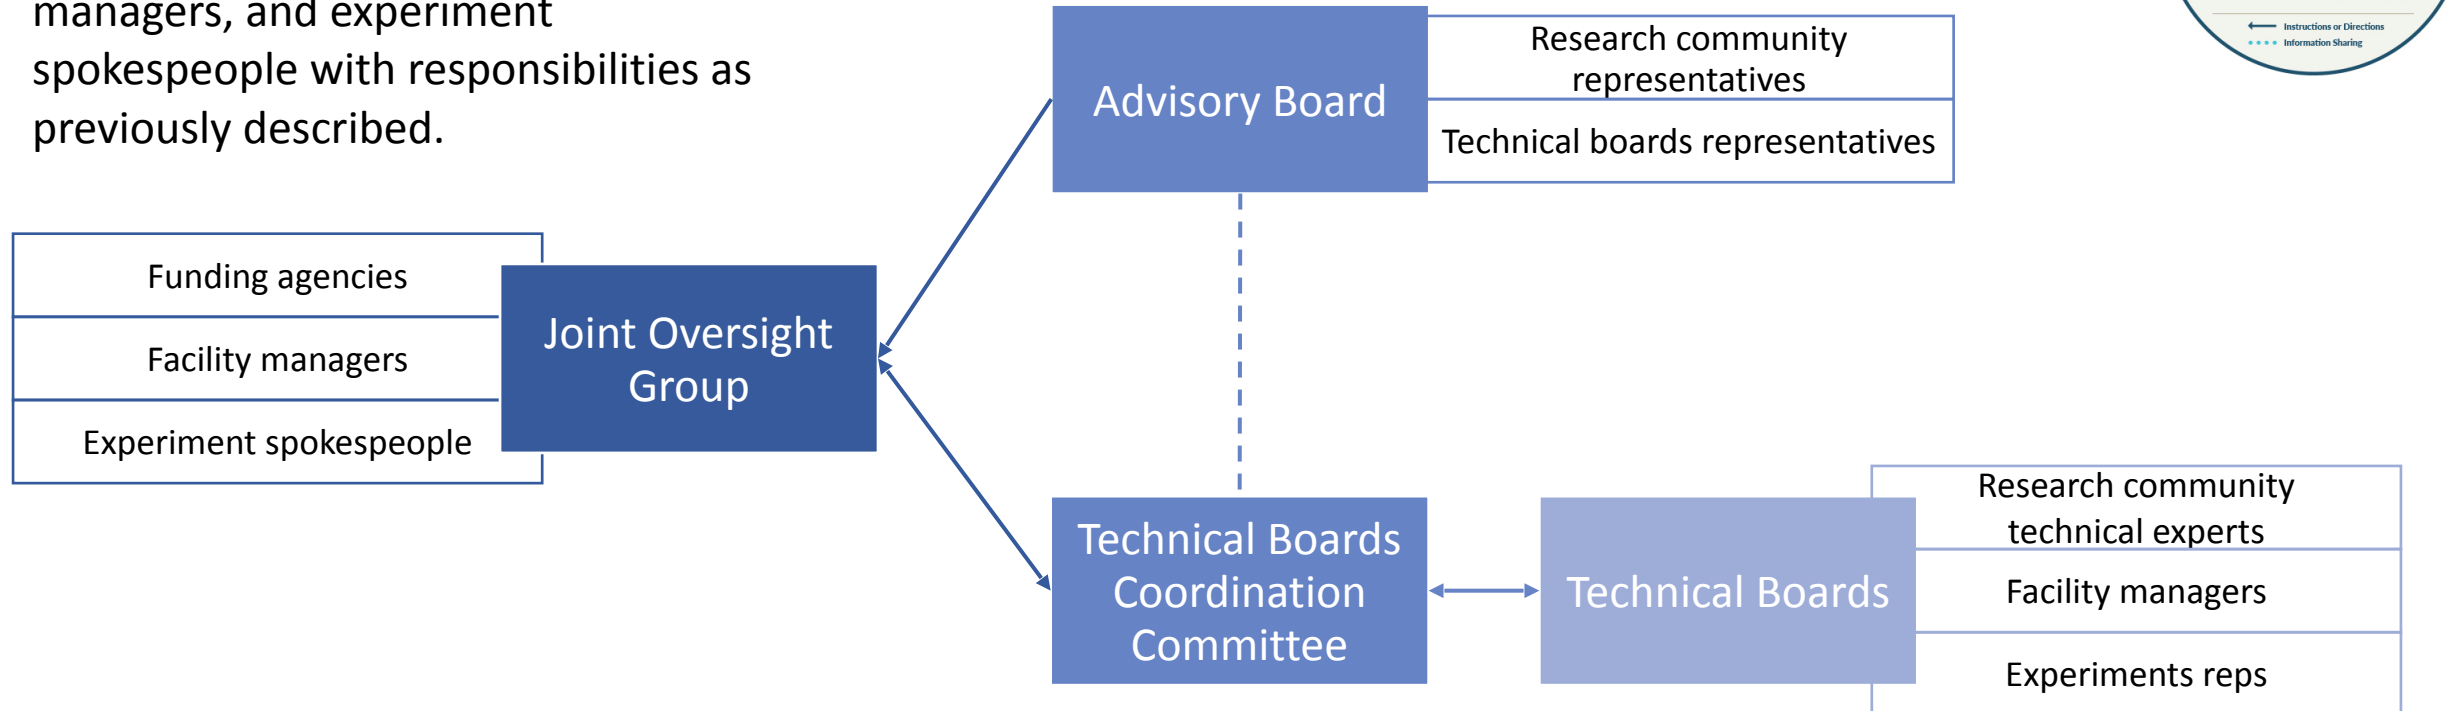 managers, and experiment
spokespeople with responsibilities as
previously described.
Advisory Board
Research community
representatives
Technical boards representatives
Instructions or Directions
Information Sharing
Funding agencies
Facility managers
Experiment spokespeople
Joint Oversight
Group
Technical Boards
Coordination
Committee
Technical Boards
Research community
technical experts
Facility managers
Experiments reps